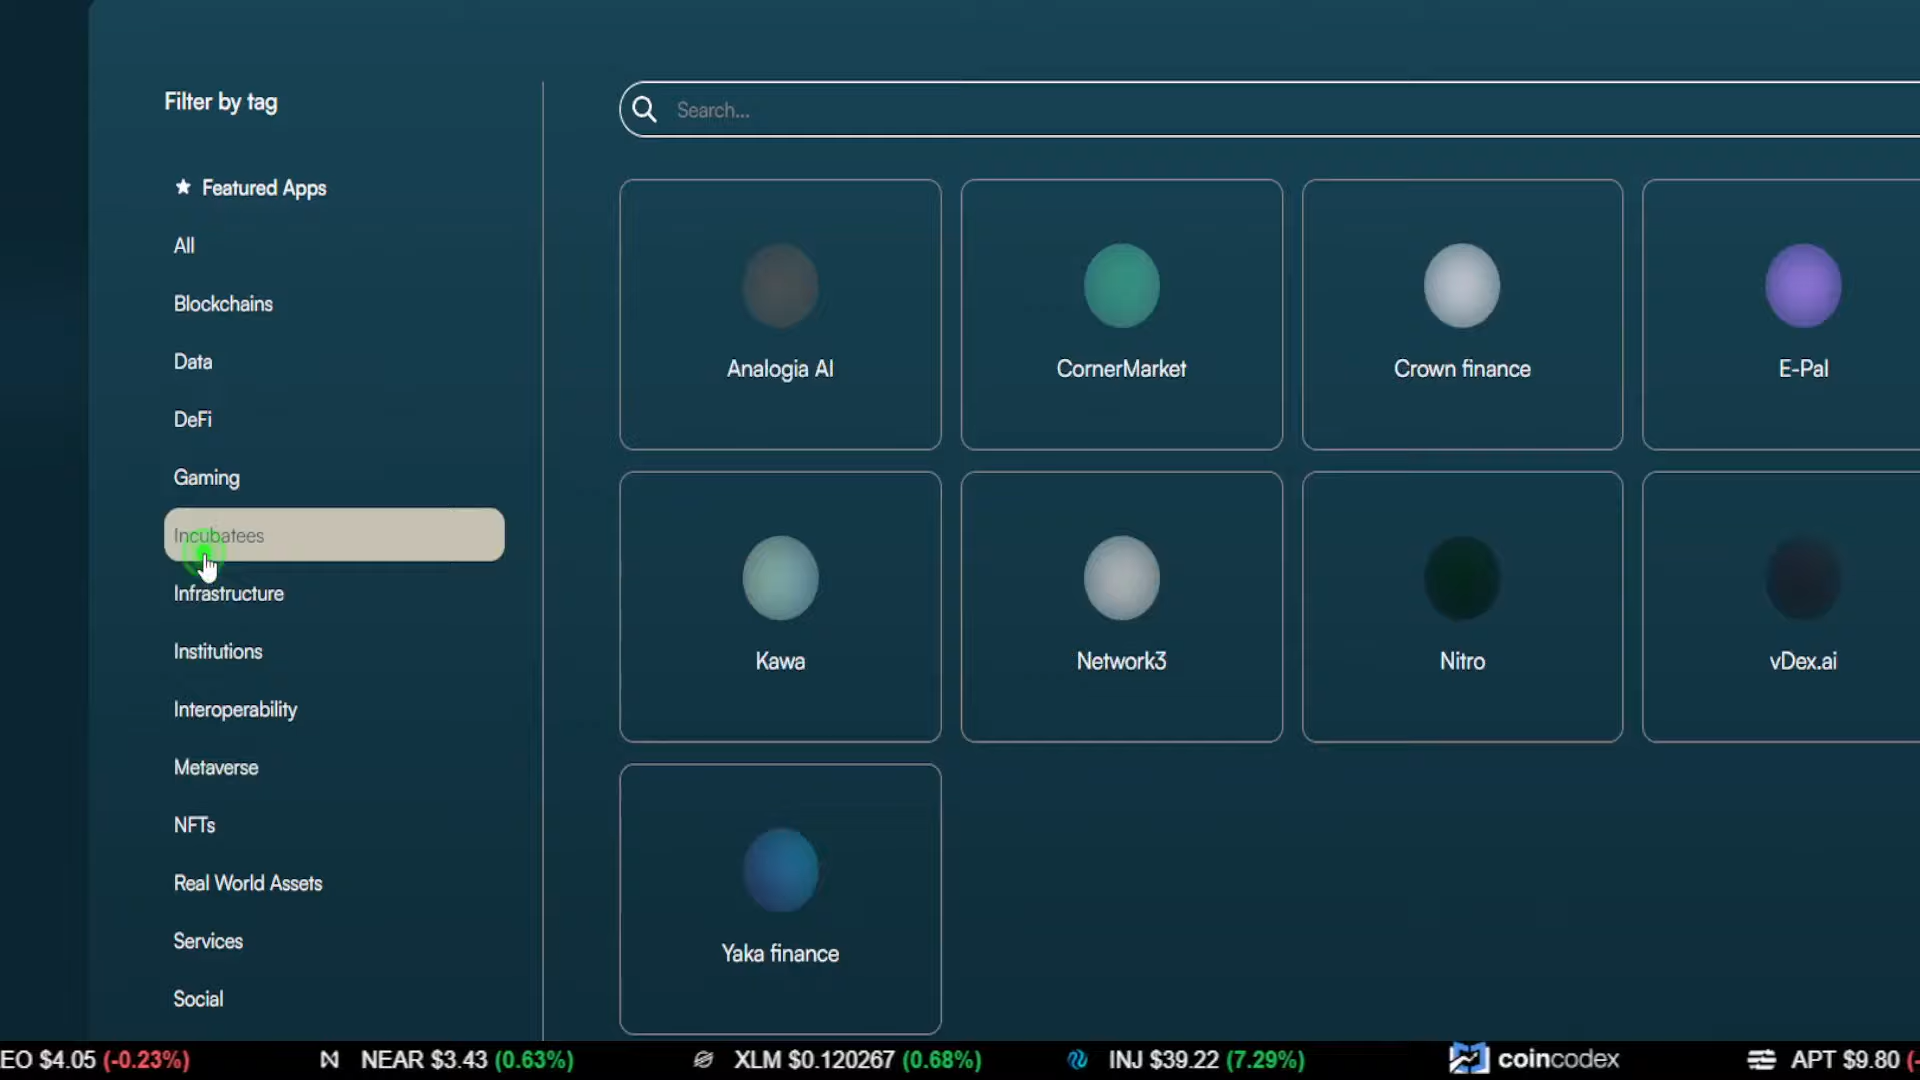 Filter by tag
Search...
Featured Apps
All
Blockchains
Data
DeFi
Gaming
Incubatees
Infrastructure
Institutions
Interoperability
Metaverse
NFTs
Real World Assets
Services
Social
Analogia AI
CornerMarket
Crown finance
E-Pal
Kawa
Network3
Nitro
vDex.ai
Yaka finance
EO $4.05 (-0.23%) NEAR $3.43 (0.63%) XLM $0.120267 (0.68%) INJ $39.22 (7.29%) coincodex APT $9.80 (-